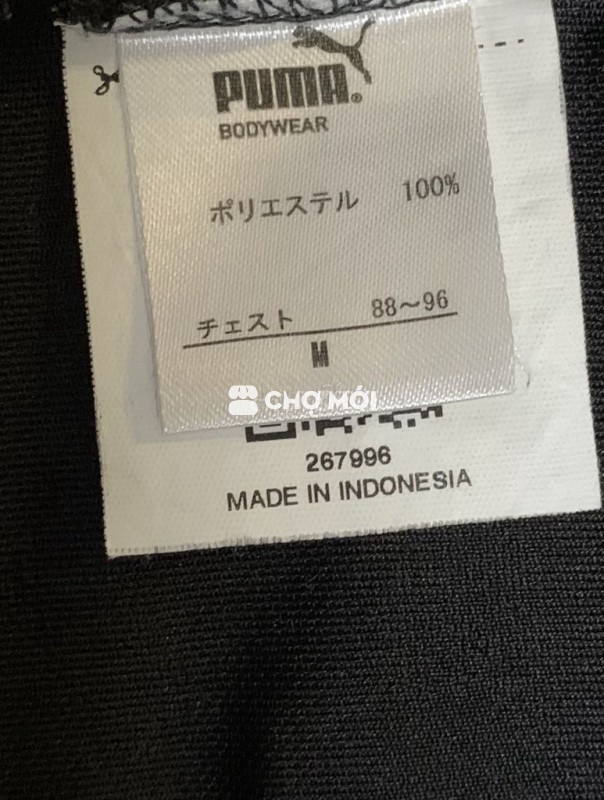 PUMA®
BODYWEAR
ポリエステル 100%
チェスト 88〜96
M
CHỢ MỚI
267996
MADE IN INDONESIA